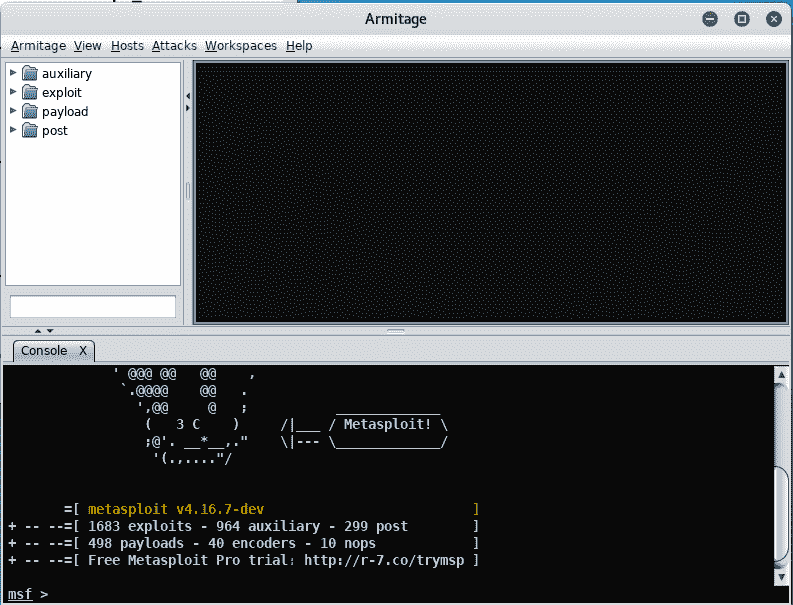 Armitage
Armitage View Hosts Attacks Workspaces Help
auxiliary
exploit
payload
post
Console X
' @@@ @@   @@    ,
`.@@@@    @@   .
',@@     @   ;      _____________
(   3 C    )     /|___ / Metasploit! \
;@'. __*__,."    \|--- \_____________/
'(.,...."/
=[ metasploit v4.16.7-dev                         ]
+ -- --=[ 1683 exploits - 964 auxiliary - 299 post        ]
+ -- --=[ 498 payloads - 40 encoders - 10 nops            ]
+ -- --=[ Free Metasploit Pro trial: http://r-7.co/trymsp ]
msf >